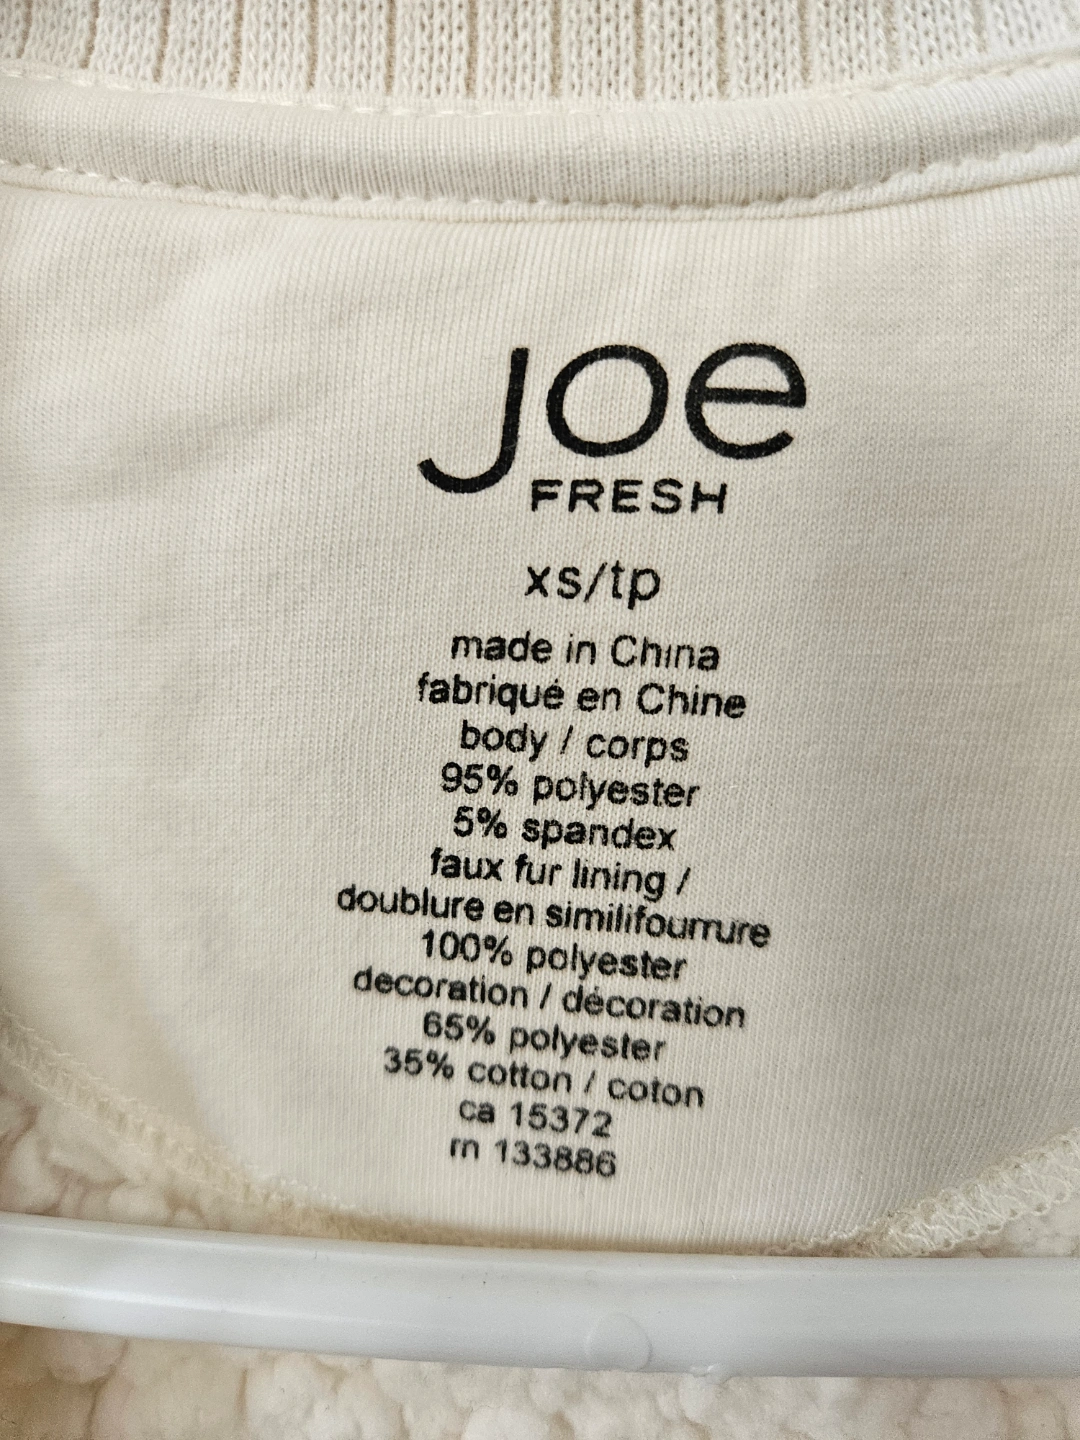 joe
FRESH
xs/tp
made in China
fabriqué en Chine
body / corps
95% polyester
5% spandex
faux fur lining /
doublure en similifourrure
100% polyester
decoration / décoration
65% polyester
35% cotton / coton
ca 15372
rn 133886